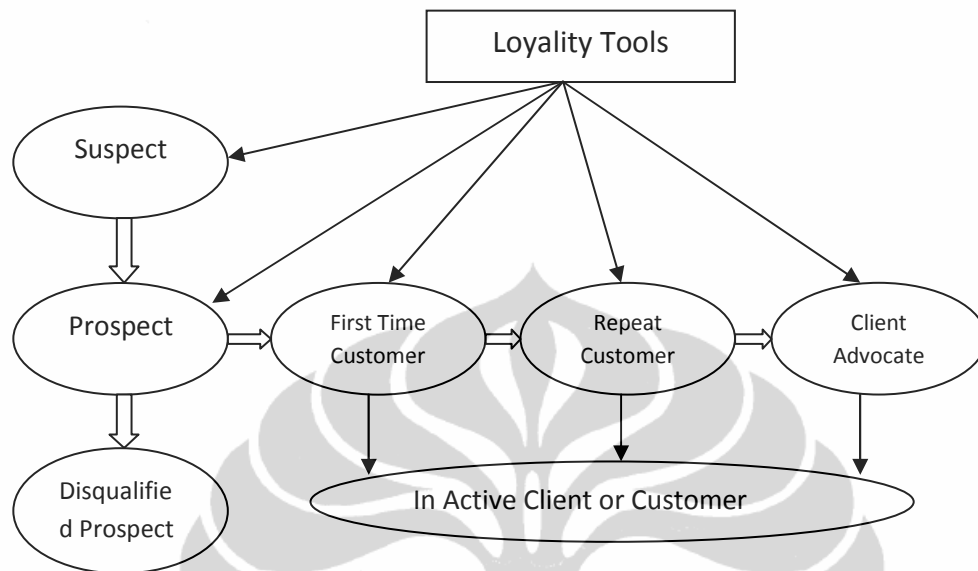 Loyality Tools
Suspect
Prospect
First Time
Customer
Repeat
Customer
Client
Advocate
Disqualifie
d Prospect
In Active Client or Customer